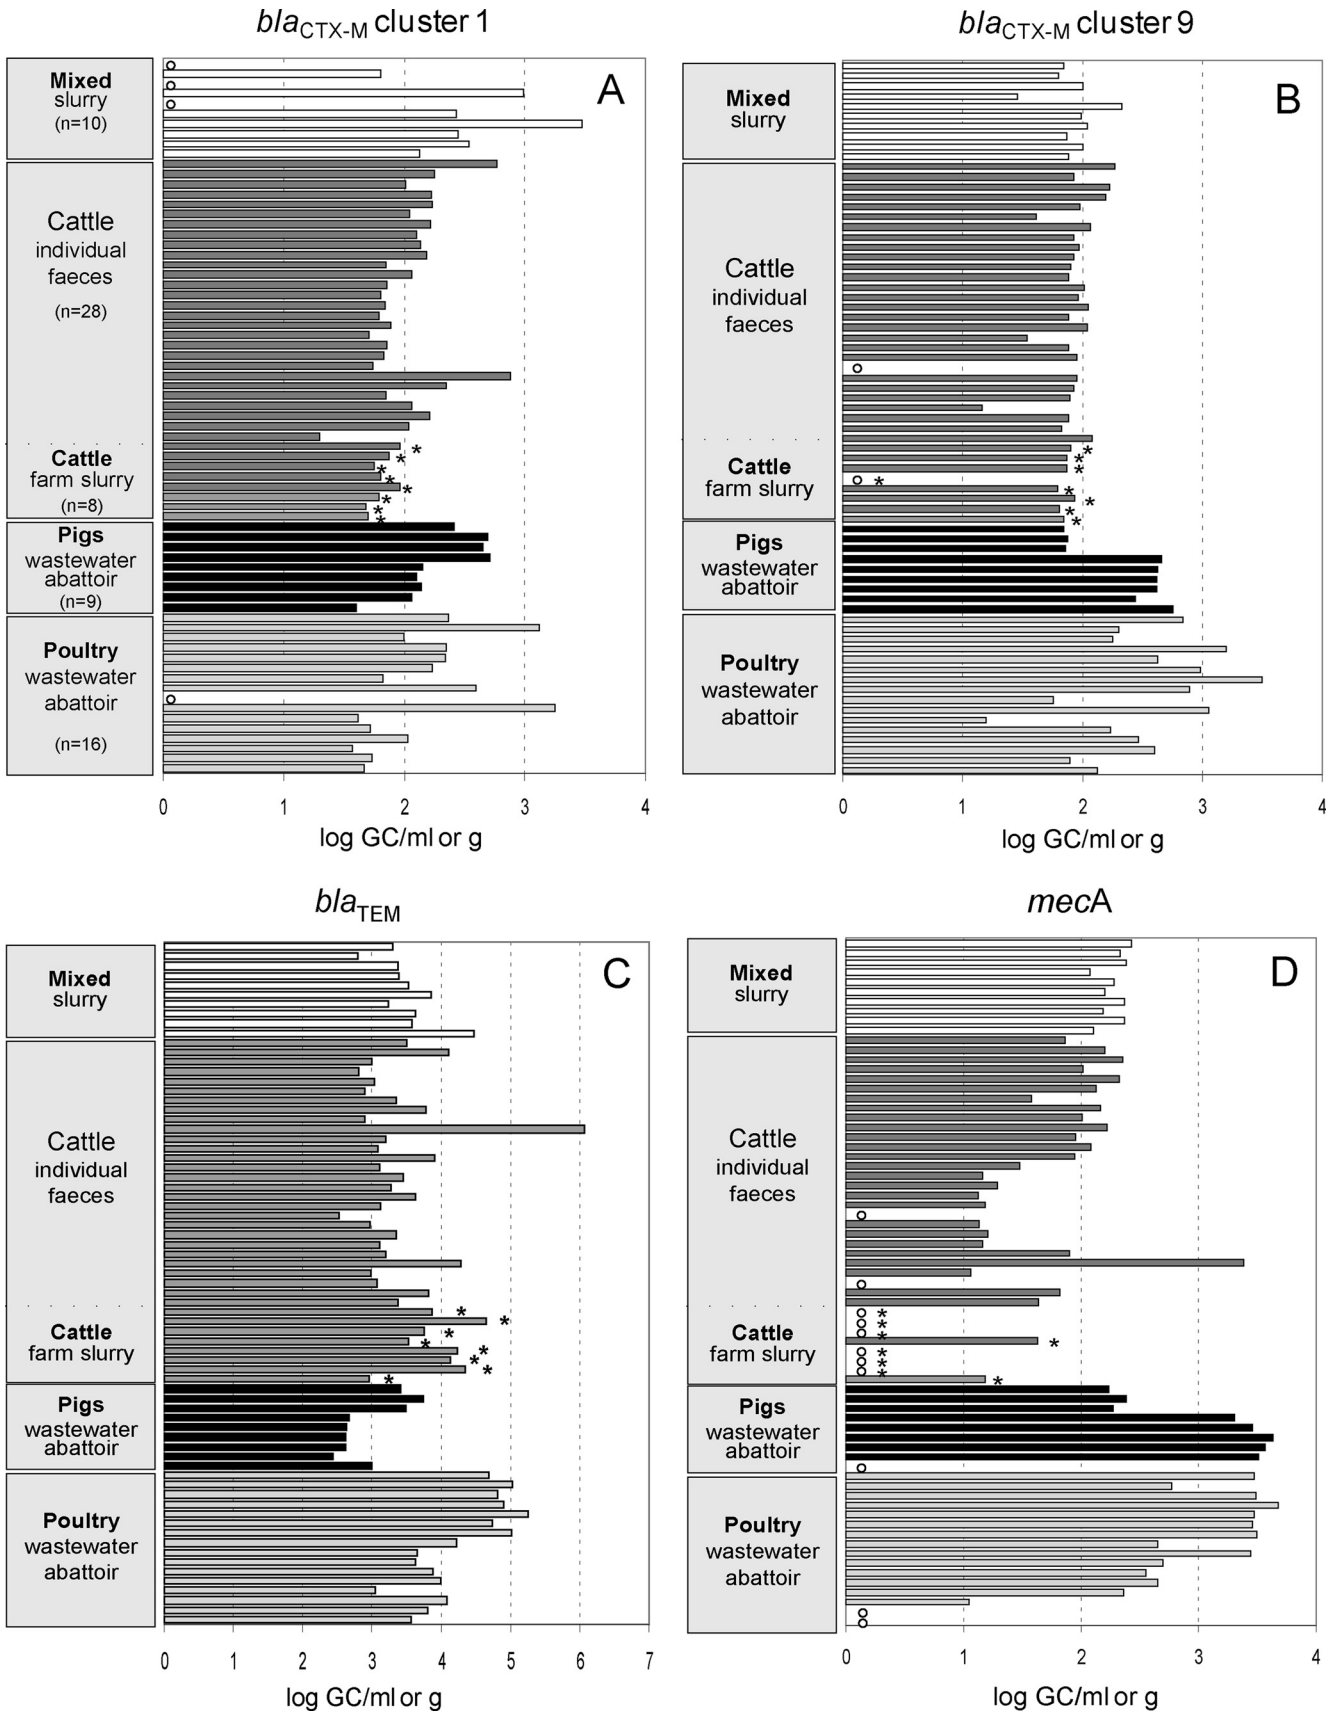 blaCTX-M cluster 1
A
Mixed
slurry
(n=10)
Cattle
individual
faeces
(n=28)
Cattle
farm slurry
(n=8)
Pigs
wastewater
abattoir
(n=9)
Poultry
wastewater
abattoir
(n=16)
* * * * * * * *
0 1 2 3 4
log GC/ml or g
blaCTX-M cluster 9
B
Mixed
slurry
Cattle
individual
faeces
Cattle
farm slurry
Pigs
wastewater
abattoir
Poultry
wastewater
abattoir
* * * * * * * *
0 1 2 3 4
log GC/ml or g
blaTEM
C
Mixed
slurry
Cattle
individual
faeces
Cattle
farm slurry
Pigs
wastewater
abattoir
Poultry
wastewater
abattoir
* * * * * * * *
0 1 2 3 4 5 6 7
log GC/ml or g
mecA
D
Mixed
slurry
Cattle
individual
faeces
Cattle
farm slurry
Pigs
wastewater
abattoir
Poultry
wastewater
abattoir
* * * * * * * *
0 1 2 3 4
log GC/ml or g